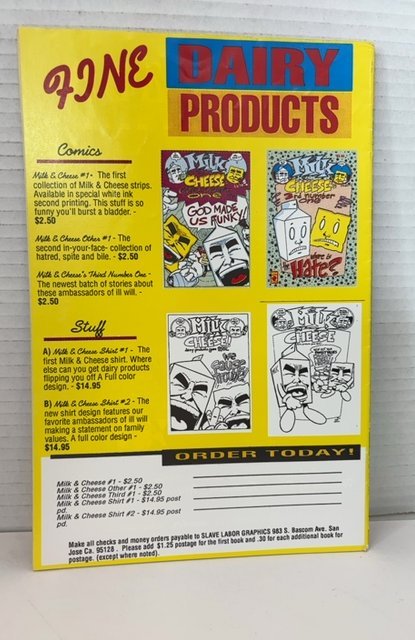 FINE DAIRY
PRODUCTS
Comics
Milk & Cheese #1 - The first
collection of Milk & Cheese strips.
Available in special white ink
second printing. This stuff is so
funny you'll burst a bladder. -
$2.50
Milk & Cheese Other #1 - The
second in-your-face- collection of
hatred, spite and bile. - $2.50
Milk & Cheese's Third Number One -
The newest batch of stories about
these ambassadors of ill will. -
$2.50
Milk &
CHEESE
one
GOD MADE
US FUNKY!
Milk
CHEESE
3rd number
one
where is
Hate?
Stuff
A) Milk & Cheese Shirt #1 - The
first Milk & Cheese shirt. Where
else can you get dairy products
flipping you off A full color
design. - $14.95
B) Milk & Cheese Shirt #2 - The
new shirt design features our
favorite ambassadors of ill will
making a statement on family
values. A full color design -
$14.95
MILK
CHEESE!
we
cause
trouble
Milk
CHEESE
ORDER TODAY!
Milk & Cheese #1 - $2.50
Milk & Cheese Other #1 - $2.50
Milk & Cheese Third #1 - $2.50
Milk & Cheese Shirt #1 - $14.95 post
pd.
Milk & Cheese Shirt #2 - $14.95 post
pd.
Make all checks and money orders payable to SLAVE LABOR GRAPHICS 983 S. Bascom Ave. San
Jose Ca. 95128. Please add $1.25 postage for the first book and .30 for each additional book for
postage. (except where noted).